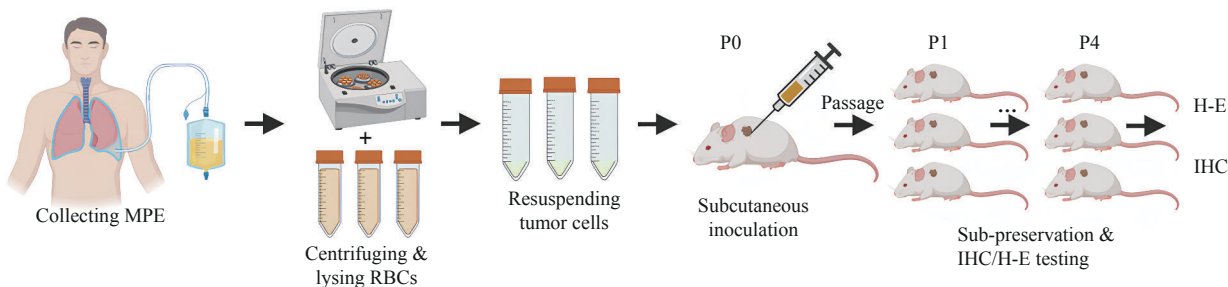 Collecting MPE
+
Centrifuging &
lysing RBCs
Resuspending
tumor cells
P0
Subcutaneous
inoculation
Passage
P1
...
P4
Sub-preservation &
IHC/H-E testing
H-E
IHC